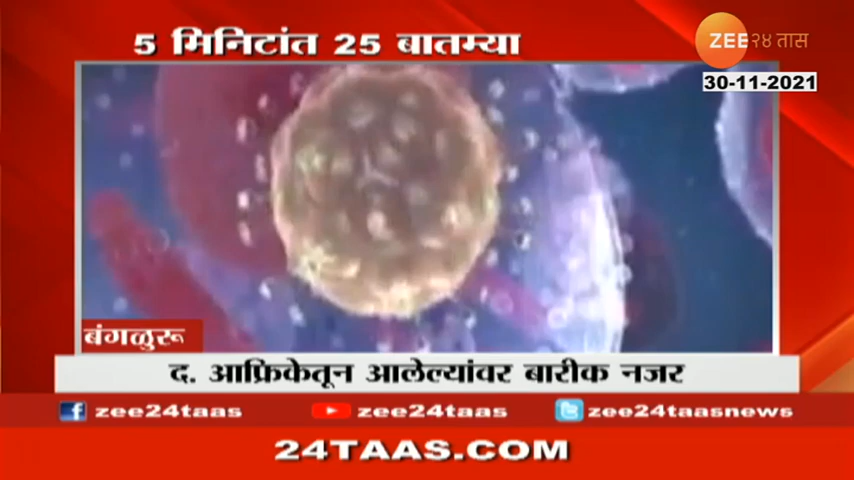 5 मिनिटांत 25 बातम्या
ZEE २४ तास
30-11-2021
बंगळुरू
द. आफ्रिकेतून आलेल्यांवर बारीक नजर
zee24taas
zee24taas
zee24taasnews
24TAAS.COM